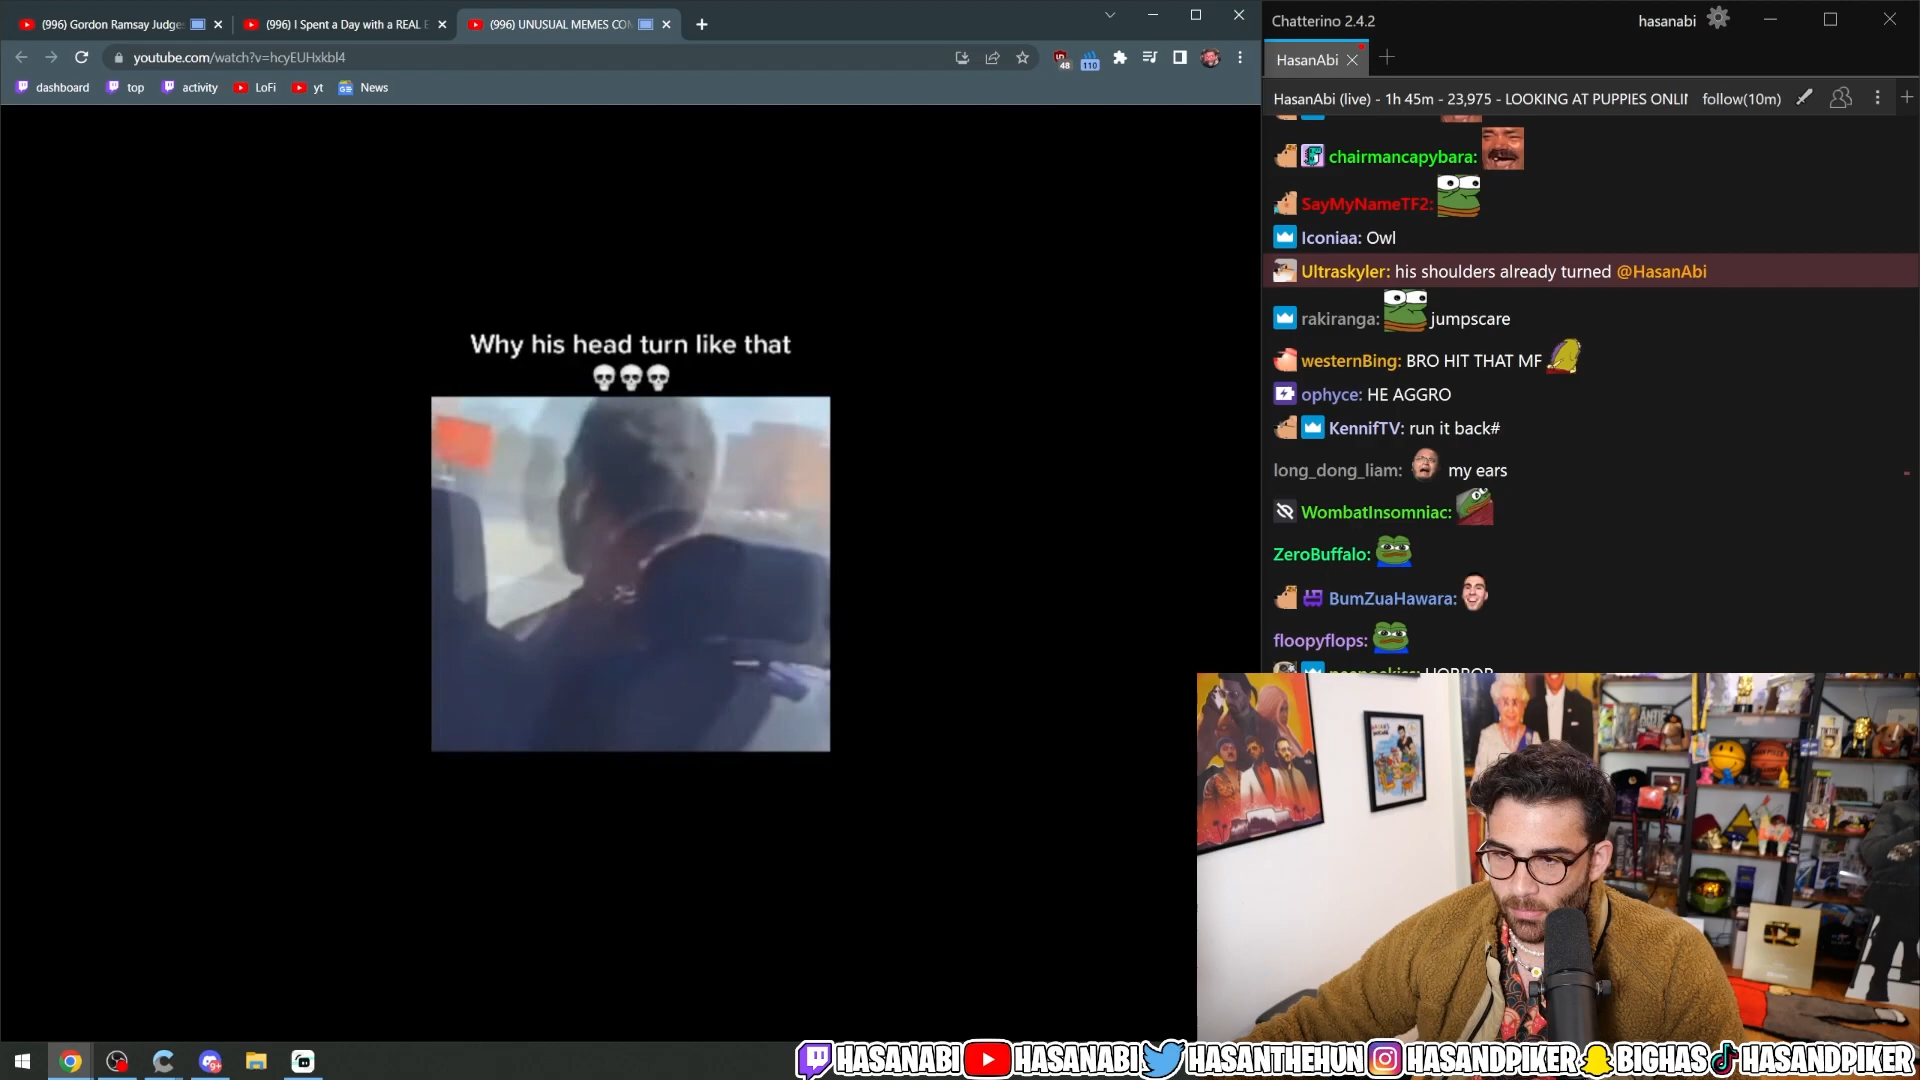 (996) Gordon Ramsay Judge
(996) I Spent a Day with a REAL E
(996) UNUSUAL MEMES COM
youtube.com/watch?v=hcyEUHxkbl4
48
110
dashboard
top
activity
LoFi
yt
News
Why his head turn like that
💀💀💀
Chatterino 2.4.2
hasanabi
HasanAbi
HasanAbi (live) - 1h 45m - 23,975 - LOOKING AT PUPPIES ONLI
follow(10m)
chairmancapybara:
SayMyNameTF2:
Iconiaa: Owl
Ultraskyler: his shoulders already turned @HasanAbi
rakiranga: jumpscare
westernBing: BRO HIT THAT MF
ophyce: HE AGGRO
KennifTV: run it back#
long_dong_liam: my ears
WombatInsomniac:
ZeroBuffalo:
BumZuaHawara:
floopyflops:
HORROR
HASANABI
HASANABI
HASANTHEHUN
HASANDPIKER
BIGHAS
HASANDPIKER